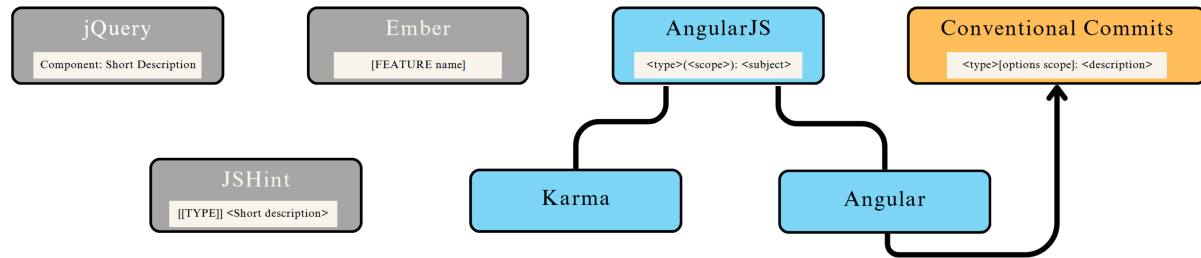 jQuery
Component: Short Description
Ember
[FEATURE name]
AngularJS
<type>(<scope>): <subject>
Conventional Commits
<type>[options scope]: <description>
JSHint
[[TYPE]] <Short description>
Karma
Angular